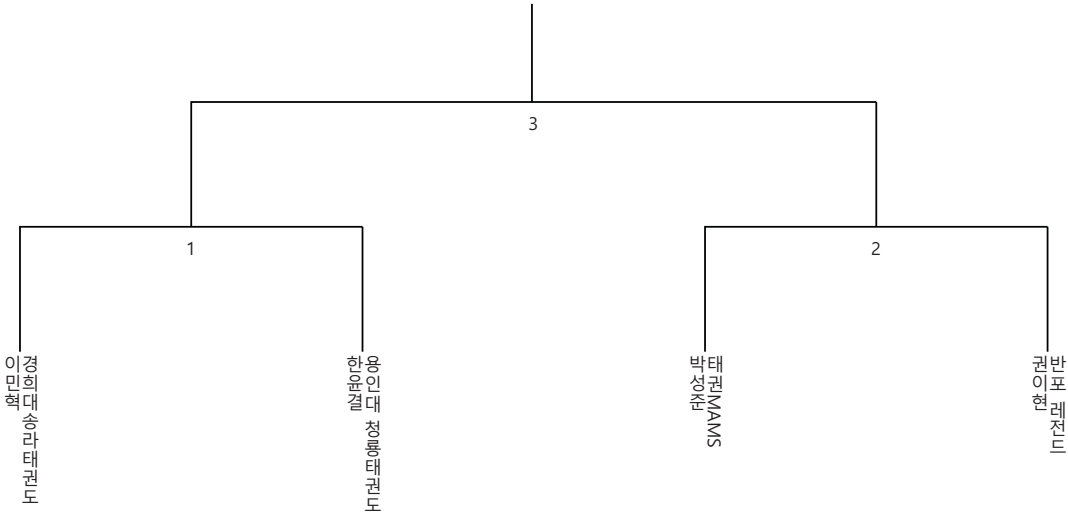 3
1
2
이민혁
경희대송라태권도
한윤결
용인대 청룡태권도
박성준
태권MAMS
권이현
반포 레전드